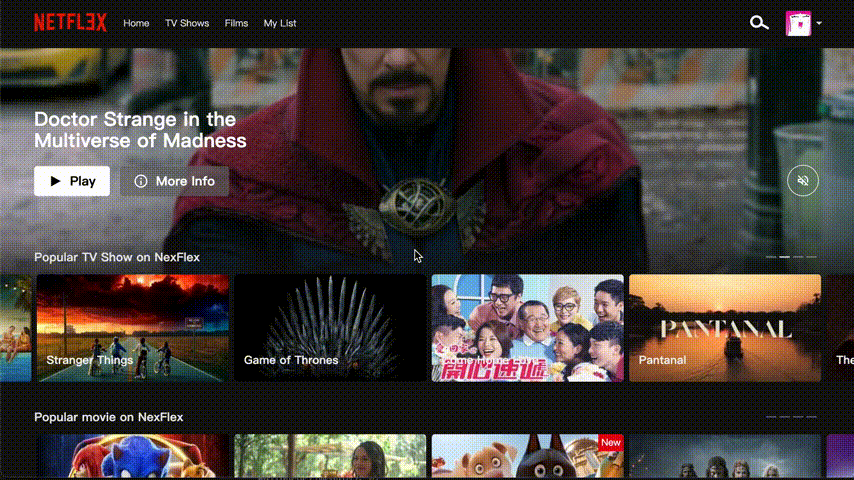 NETFLEX
Home TV Shows Films My List
Doctor Strange in the
Multiverse of Madness
Play More Info
Popular TV Show on NexFlex
Stranger Things
Game of Thrones
開心速遞
PANTANAL
Pantanal
The
Popular movie on NexFlex
New